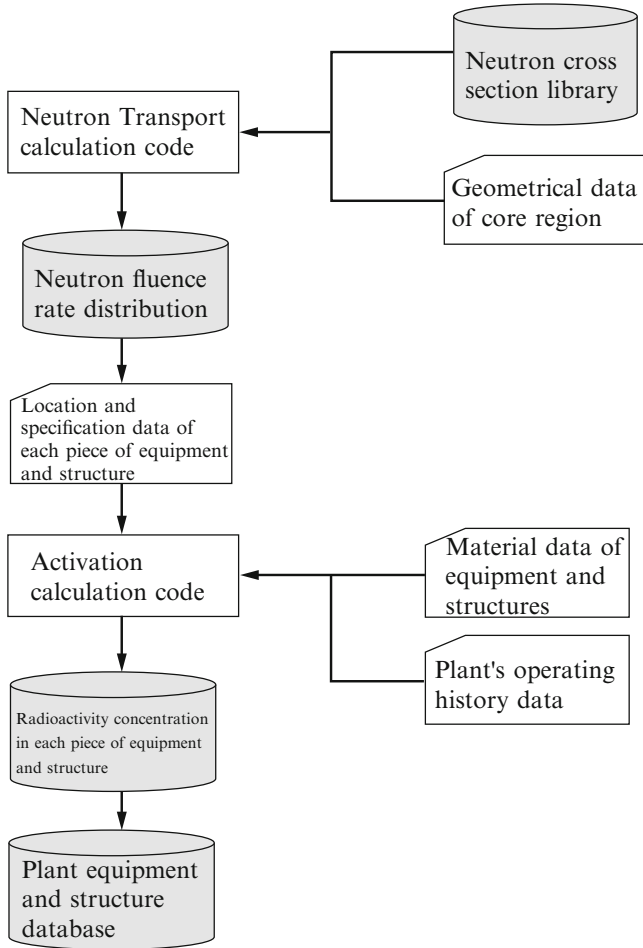 Neutron cross
section library
Neutron Transport
calculation code
Geometrical data
of core region
Neutron fluence
rate distribution
Location and
specification data of
each piece of equipment
and structure
Activation
calculation code
Material data of
equipment and
structures
Plant's operating
history data
Radioactivity concentration
in each piece of equipment
and structure
Plant equipment
and structure
database